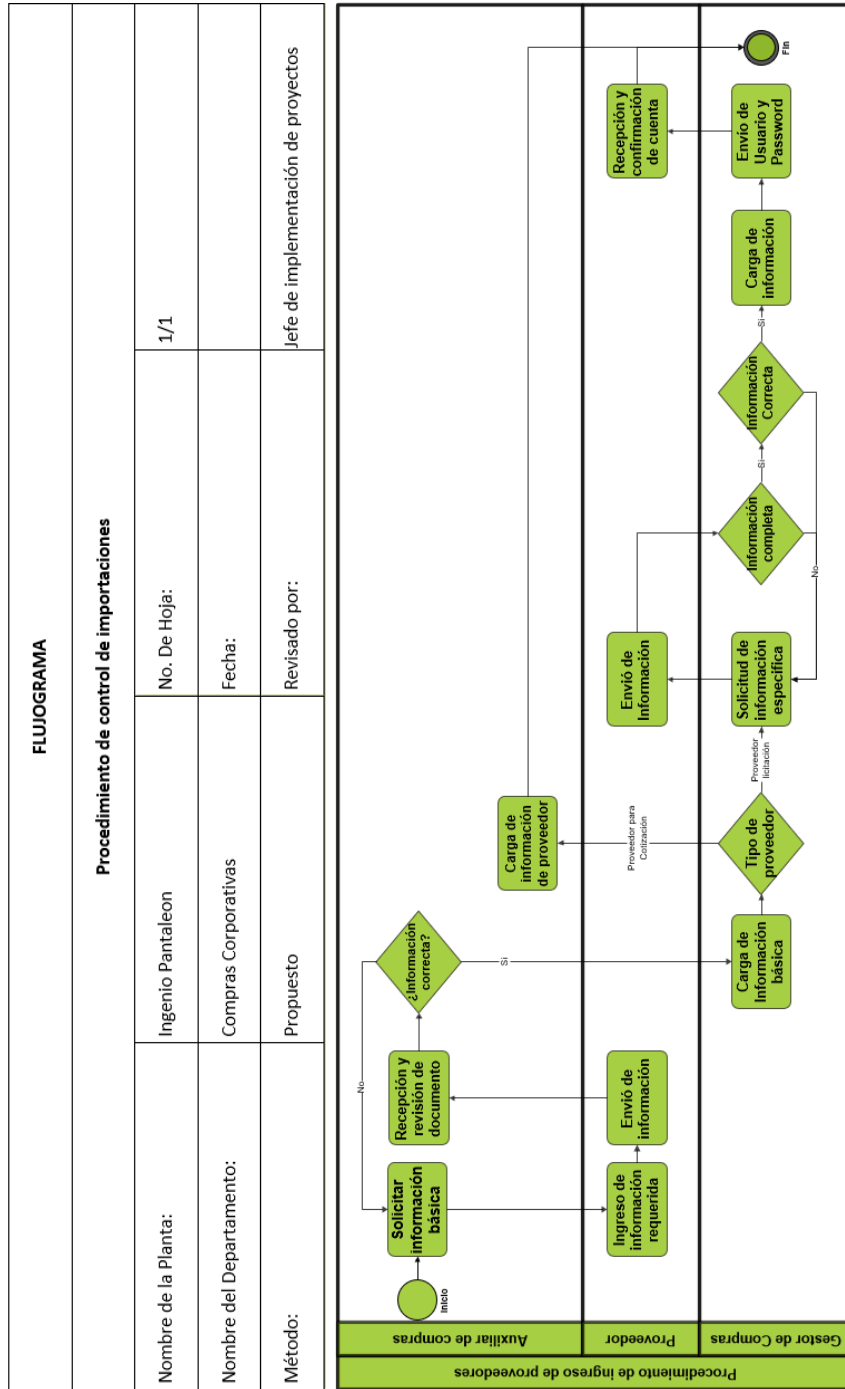 FLUJOGRAMA
Procedimiento de control de importaciones
Nombre de la Planta:
Ingenio Pantaleon
No. De Hoja:
1/1
Nombre del Departamento:
Compras Corporativas
Fecha:
Método:
Propuesto
Revisado por:
Jefe de implementación de proyectos
Procedimiento de ingreso de proveedores
Auxiliar de compras
Inicio
Solicitar
información
básica
No
Recepción y
revisión de
documento
¿Información
correcta?
Si
Carga de
información
de proveedor
Proveedor
Ingreso de
información
requerida
Envió de
información
Proveedor para
Cotización
Envió de
Información
Recepción y
confirmación
de cuenta
Gestor de Compras
Carga de
Información
básica
Tipo de
proveedor
Proveedor
licitación
Solicitud de
información
especifica
No
Información
completa
Si
Información
Correcta
Si
Carga de
información
Envío de
Usuario y
Password
Fin